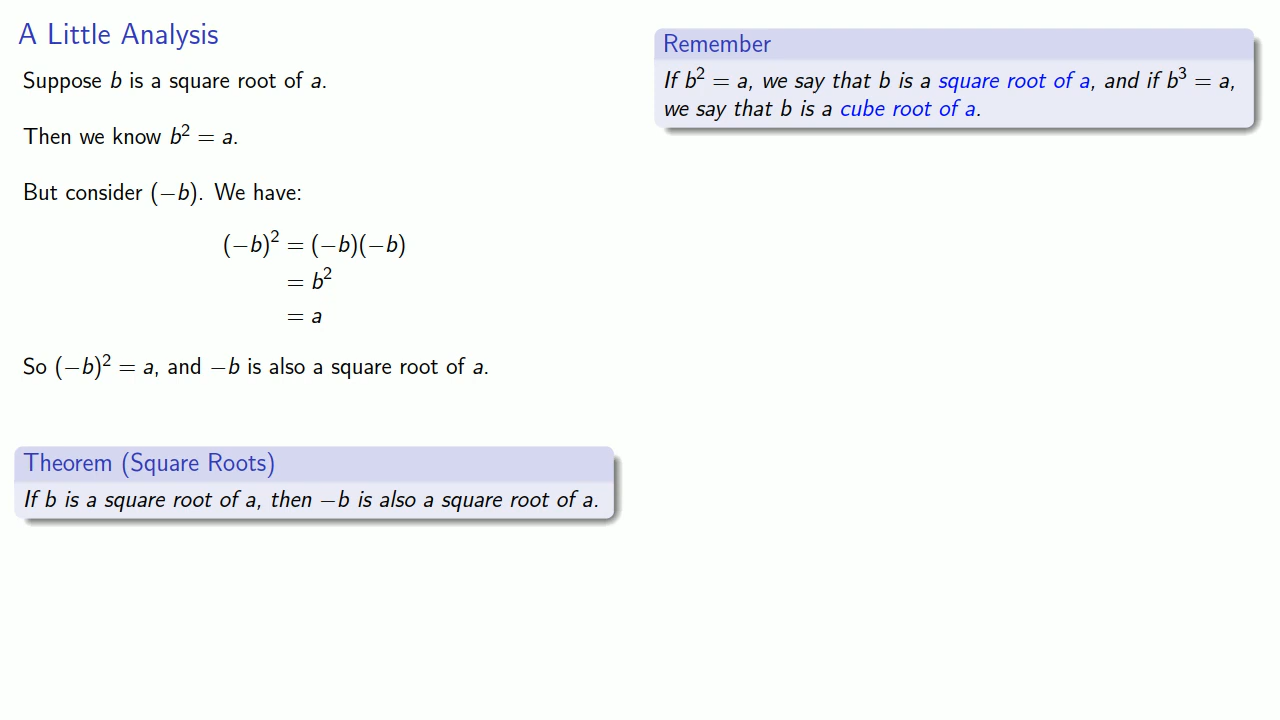 A Little Analysis
Suppose b is a square root of a.
Then we know b² = a.
But consider (−b). We have:
(−b)² = (−b)(−b)
= b²
= a
So (−b)² = a, and −b is also a square root of a.
Theorem (Square Roots)
If b is a square root of a, then −b is also a square root of a.
Remember
If b² = a, we say that b is a square root of a, and if b³ = a,
we say that b is a cube root of a.